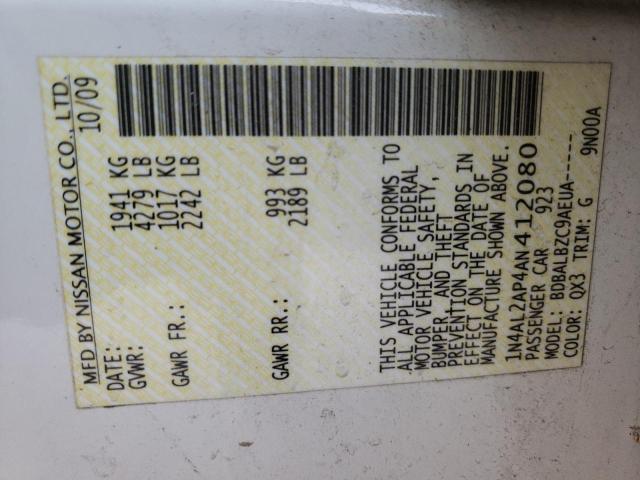 MFD BY NISSAN MOTOR CO., LTD.
DATE: 10/09
GVWR: 1941 KG
4279 LB
GAWR FR.: 1017 KG
2242 LB
GAWR RR.: 993 KG
2189 LB
THIS VEHICLE CONFORMS TO
ALL APPLICABLE FEDERAL
MOTOR VEHICLE SAFETY,
BUMPER, AND THEFT
PREVENTION STANDARDS IN
EFFECT ON THE DATE OF
MANUFACTURE SHOWN ABOVE.
1N4AL2AP4AN412080
PASSENGER CAR 923
MODEL: BDBALBZC9AEUA-----
COLOR: QX3 TRIM: G 9N00A